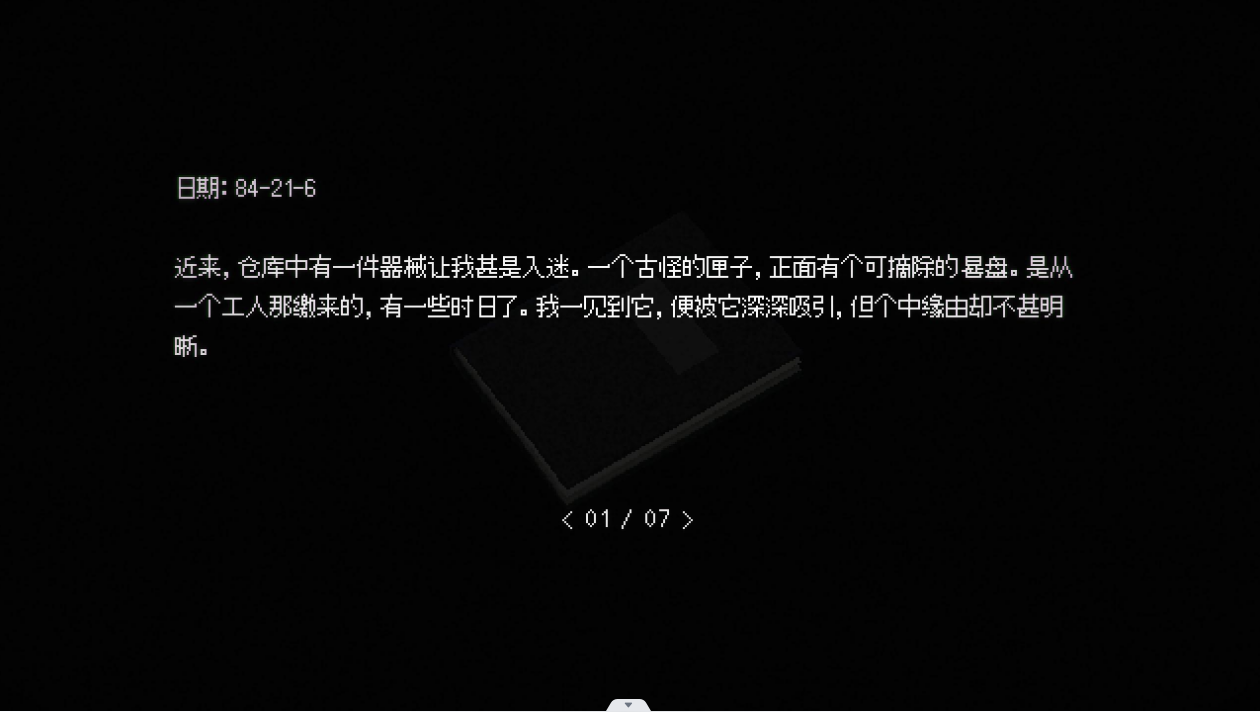 日期: 84-21-6
近来, 仓库中有一件器械让我甚是入迷。一个古怪的匣子, 正面有个可摘除的晷盘。是从
一个工人那缴来的, 有一些时日了。我一见到它, 便被它深深吸引, 但个中缘由却不甚明
晰。
< 01 / 07 >